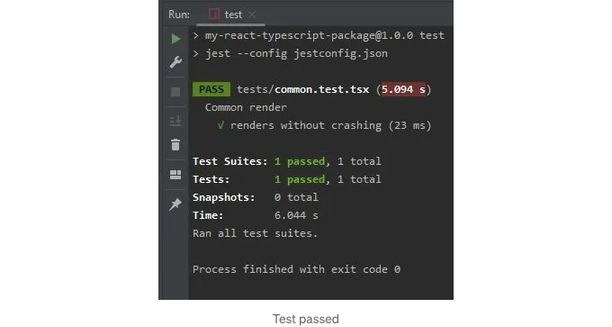 Run: test
> my-react-typescript-package@1.0.0 test
> jest --config jestconfig.json
PASS tests/common.test.tsx (5.094 s)
Common render
√ renders without crashing (23 ms)
Test Suites: 1 passed, 1 total
Tests: 1 passed, 1 total
Snapshots: 0 total
Time: 6.044 s
Ran all test suites.
Process finished with exit code 0
Test passed